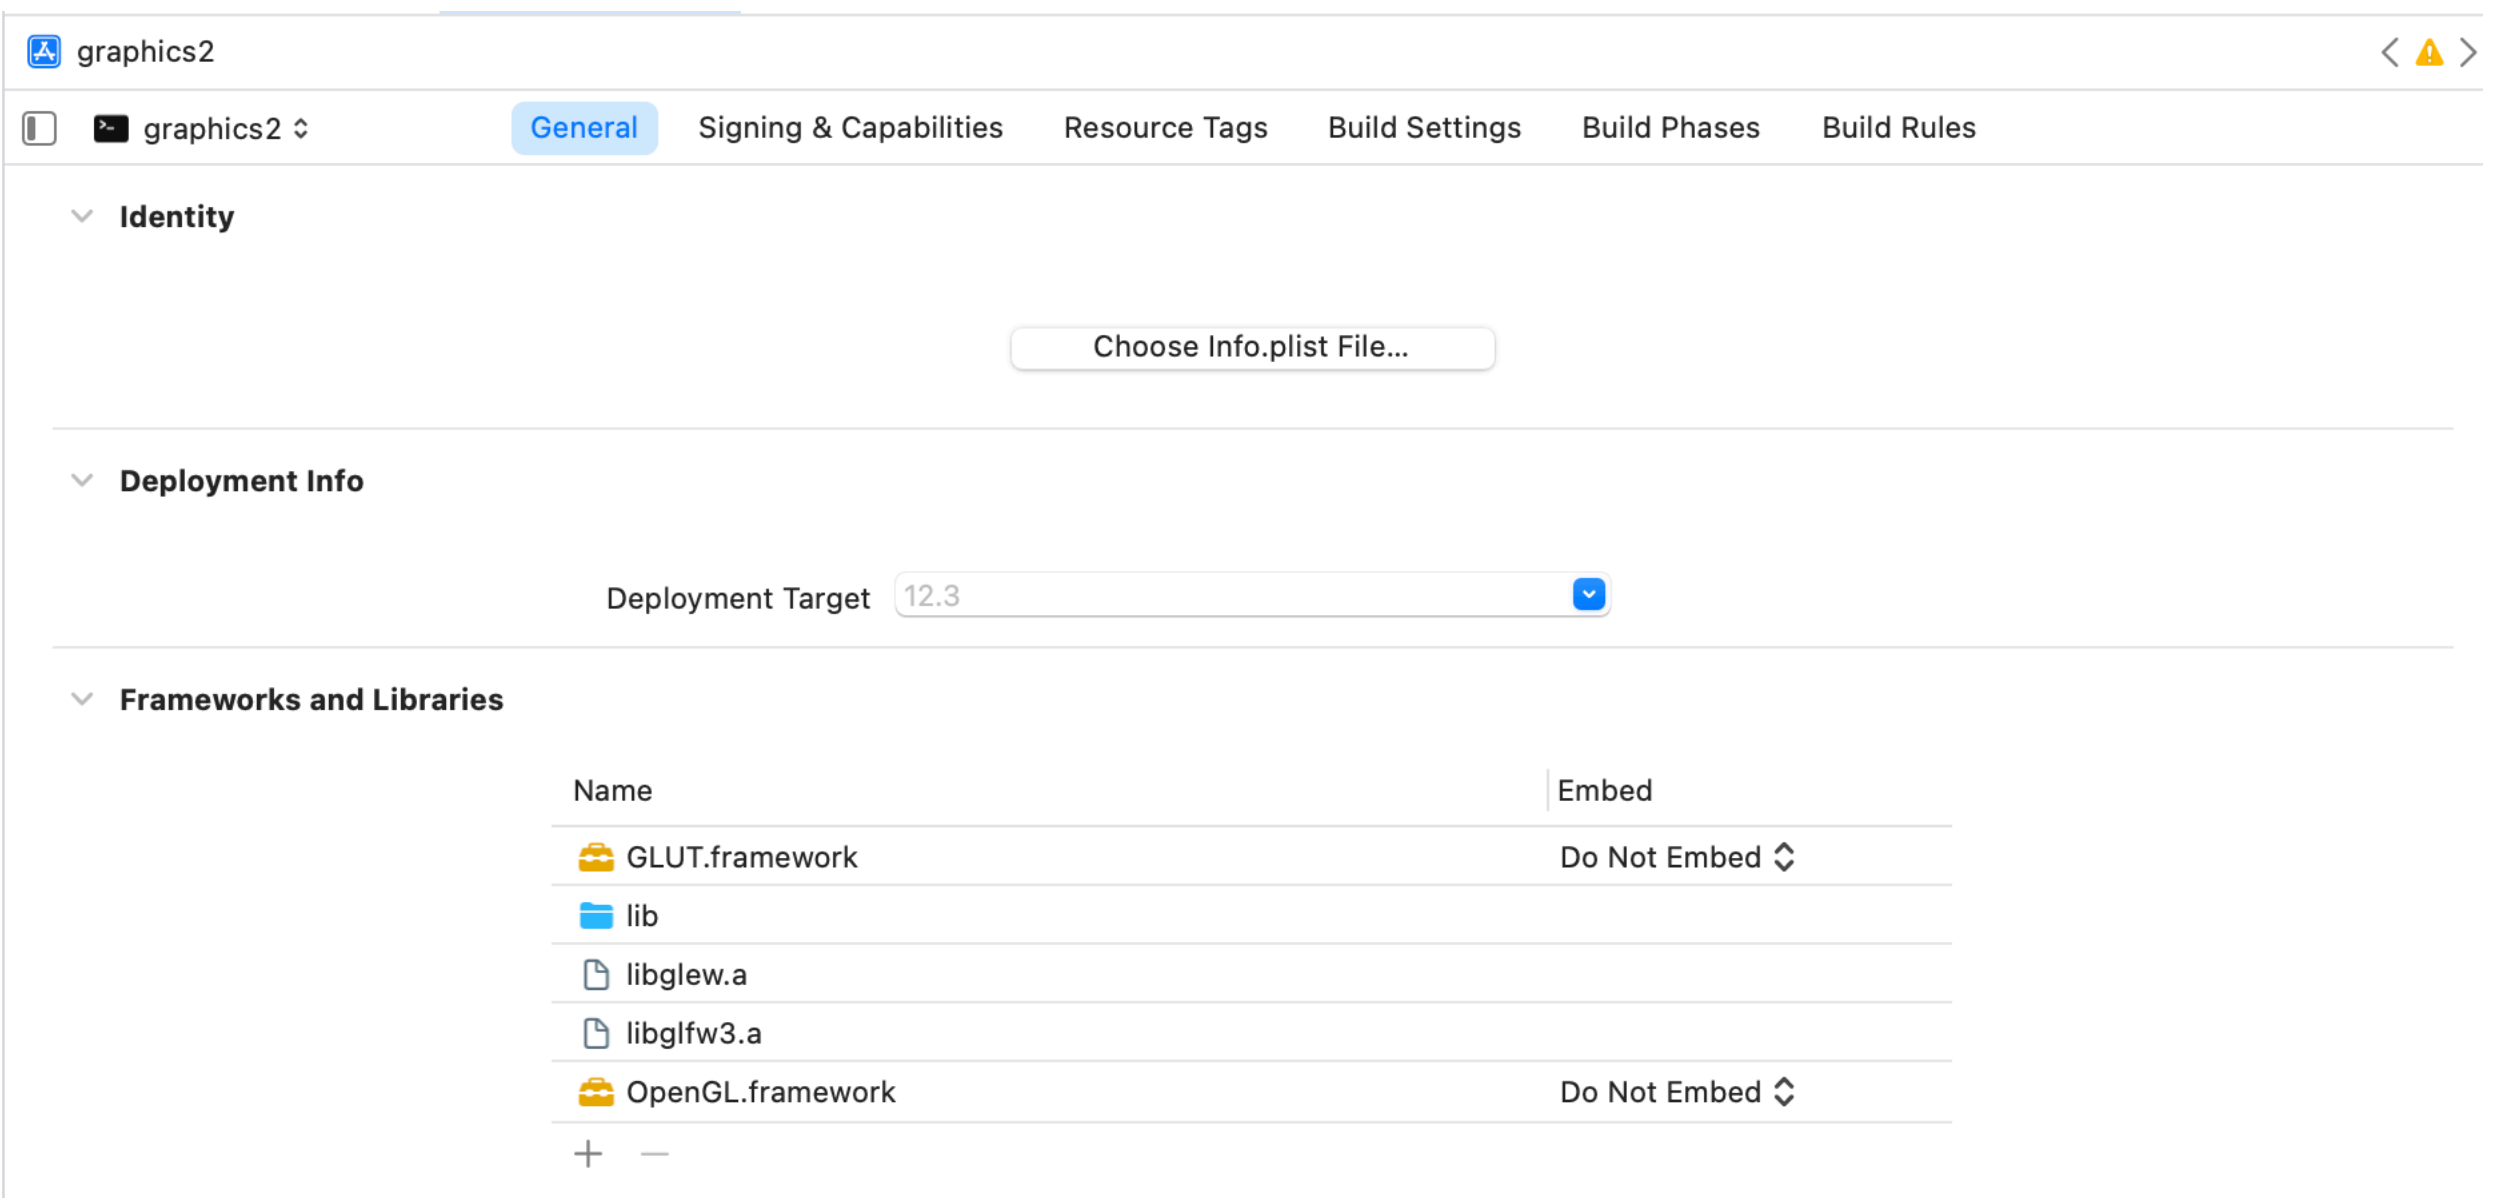 graphics2
graphics2 General Signing & Capabilities Resource Tags Build Settings Build Phases Build Rules
Identity
Choose Info.plist File...
Deployment Info
Deployment Target 12.3
Frameworks and Libraries
Name Embed
GLUT.framework Do Not Embed
lib
libglew.a
libglfw3.a
OpenGL.framework Do Not Embed